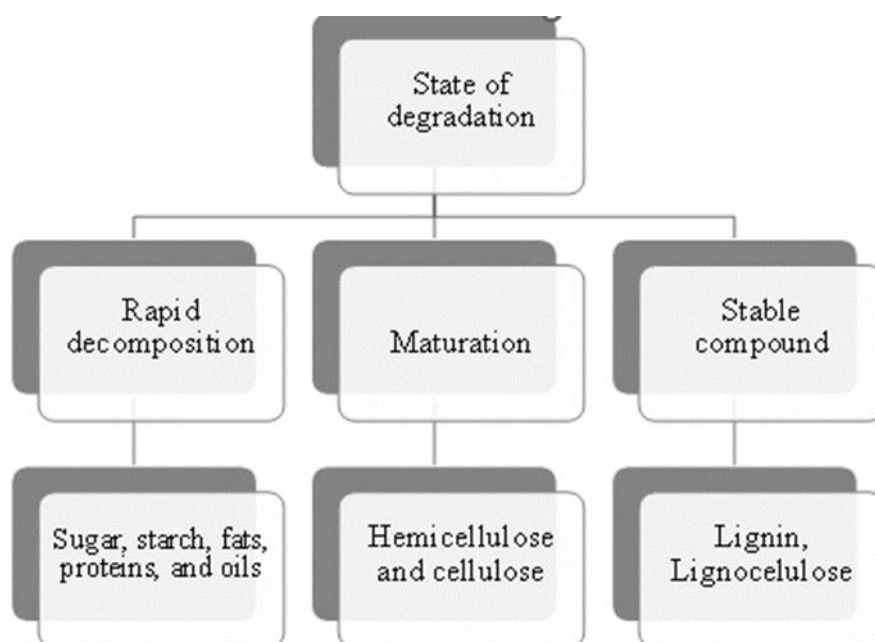 State of
degradation
Rapid
decomposition
Maturation
Stable
compound
Sugar, starch, fats,
proteins, and oils
Hemicellulose
and cellulose
Lignin,
Lignocelulose